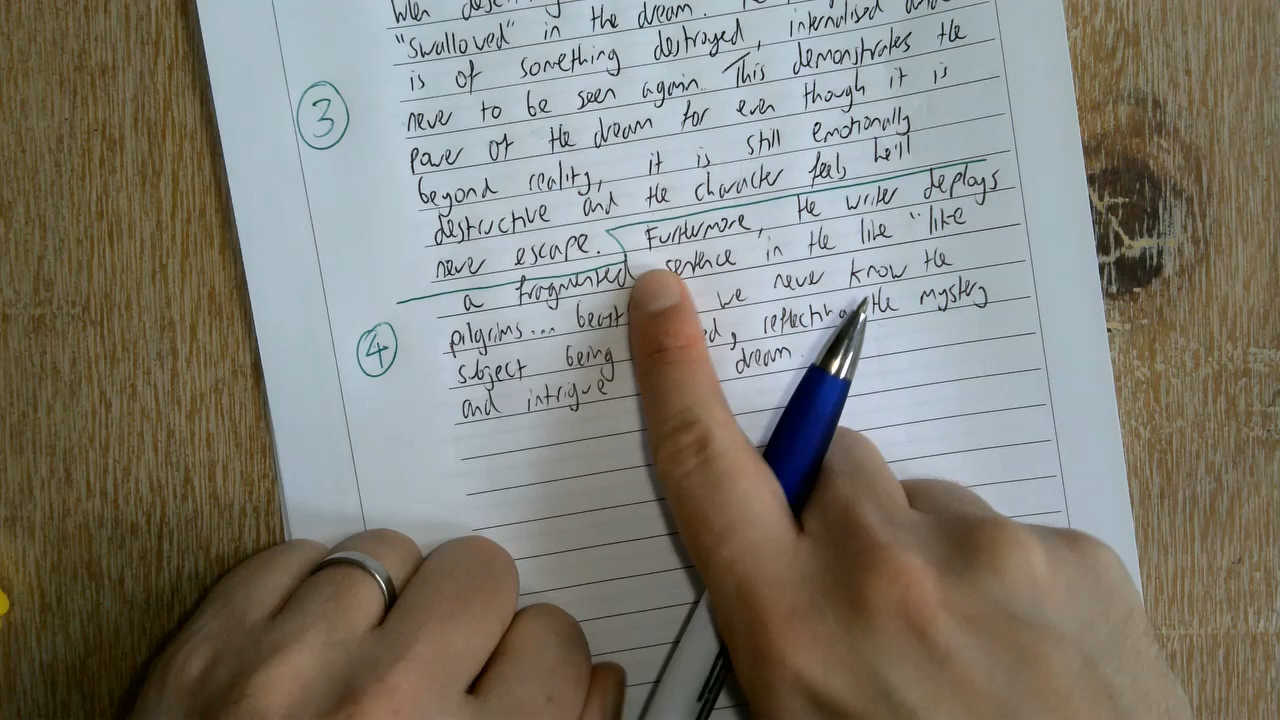 "swallowed" in the dream.
is of something destroyed, internalised and
never to be seen again. This demonstrates the
③
power of the dream for even though it is
beyond reality, it is still emotionally
destructive and the character feels he'll
never escape. Furthermore, the writer deploys
a fragmented sentence in the like "like
pilgrims... we never know the
④
subject being reflecting the mystery
and intrigue dream.